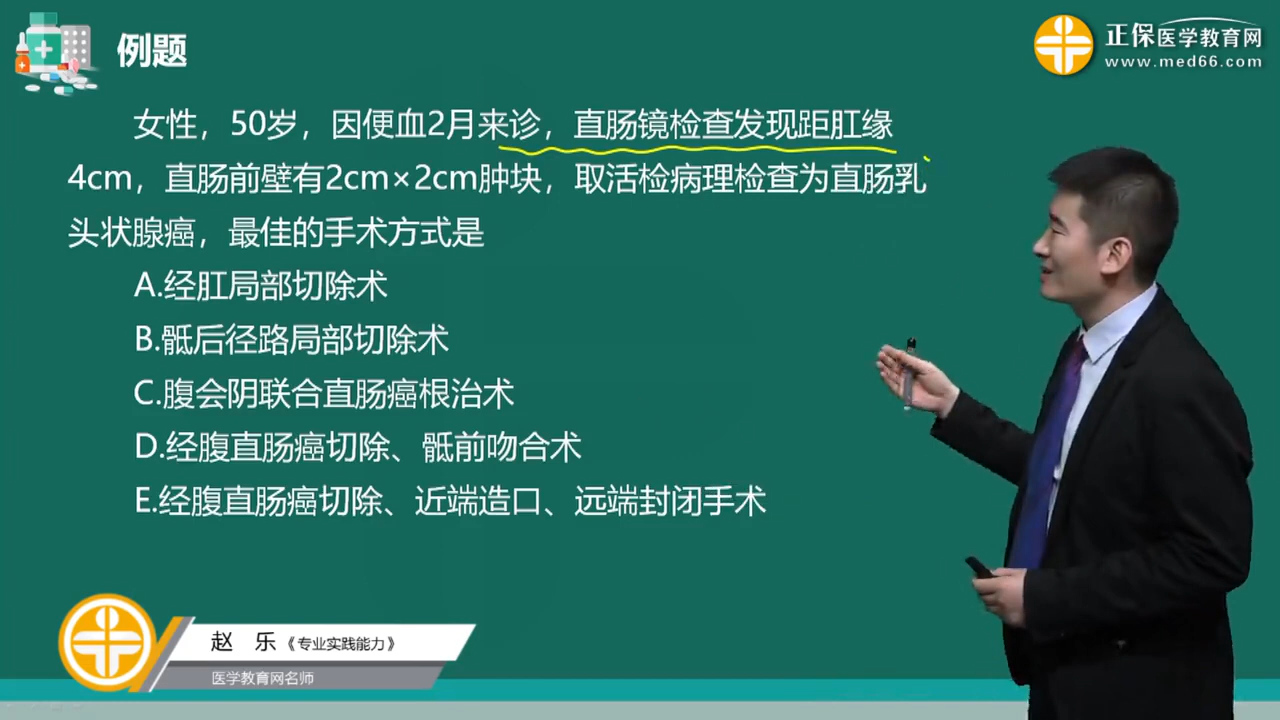 例题
正保医学教育网
www.med66.com
女性，50岁，因便血2月来诊，直肠镜检查发现距肛缘
4cm，直肠前壁有2cm×2cm肿块，取活检病理检查为直肠乳
头状腺癌，最佳的手术方式是
A.经肛局部切除术
B.骶后径路局部切除术
C.腹会阴联合直肠癌根治术
D.经腹直肠癌切除、骶前吻合术
E.经腹直肠癌切除、近端造口、远端封闭手术
赵 乐《专业实践能力》
医学教育网名师